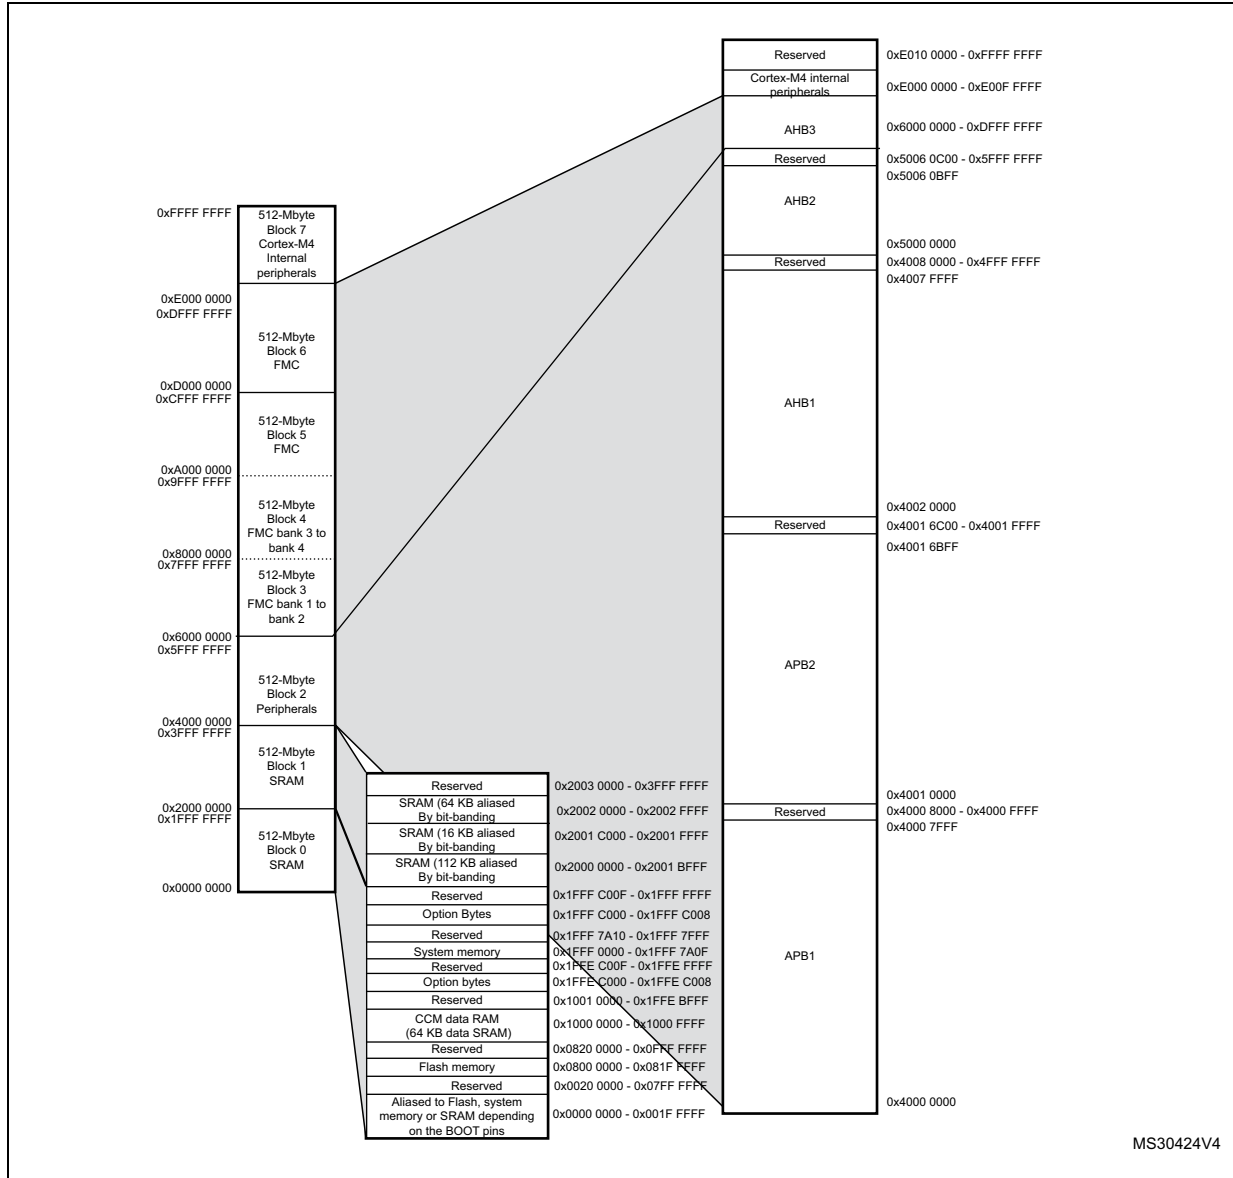 0xFFFF FFFF
512-Mbyte
Block 7
Cortex-M4
Internal
peripherals
0xE000 0000
0xDFFF FFFF
512-Mbyte
Block 6
FMC
0xD000 0000
0xCFFF FFFF
512-Mbyte
Block 5
FMC
0xA000 0000
0x9FFF FFFF
512-Mbyte
Block 4
FMC bank 3 to
bank 4
0x8000 0000
0x7FFF FFFF
512-Mbyte
Block 3
FMC bank 1 to
bank 2
0x6000 0000
0x5FFF FFFF
512-Mbyte
Block 2
Peripherals
0x4000 0000
0x3FFF FFFF
512-Mbyte
Block 1
SRAM
0x2000 0000
0x1FFF FFFF
512-Mbyte
Block 0
SRAM
0x0000 0000
Reserved 0x2003 0000 - 0x3FFF FFFF
SRAM (64 KB aliased
By bit-banding
0x2002 0000 - 0x2002 FFFF
SRAM (16 KB aliased
By bit-banding
0x2001 C000 - 0x2001 FFFF
SRAM (112 KB aliased
By bit-banding
0x2000 0000 - 0x2001 BFFF
Reserved 0x1FFF C00F - 0x1FFF FFFF
Option Bytes 0x1FFF C000 - 0x1FFF C008
Reserved 0x1FFF 7A10 - 0x1FFF 7FFF
System memory 0x1FFF 0000 - 0x1FFF 7A0F
Reserved 0x1FFE C00F - 0x1FFE FFFF
Option bytes 0x1FFE C000 - 0x1FFE C008
Reserved 0x1001 0000 - 0x1FFE BFFF
CCM data RAM
(64 KB data SRAM)
0x1000 0000 - 0x1000 FFFF
Reserved 0x0820 0000 - 0x0FFF FFFF
Flash memory 0x0800 0000 - 0x081F FFFF
Reserved 0x0020 0000 - 0x07FF FFFF
Aliased to Flash, system
memory or SRAM depending
on the BOOT pins
0x0000 0000 - 0x001F FFFF
Reserved 0xE010 0000 - 0xFFFF FFFF
Cortex-M4 internal
peripherals
0xE000 0000 - 0xE00F FFFF
AHB3 0x6000 0000 - 0xDFFF FFFF
Reserved 0x5006 0C00 - 0x5FFF FFFF
0x5006 0BFF
AHB2
0x5000 0000
Reserved 0x4008 0000 - 0x4FFF FFFF
0x4007 FFFF
AHB1
0x4002 0000
Reserved 0x4001 6C00 - 0x4001 FFFF
0x4001 6BFF
APB2
0x4001 0000
Reserved 0x4000 8000 - 0x4000 FFFF
0x4000 7FFF
APB1
0x4000 0000
MS30424V4